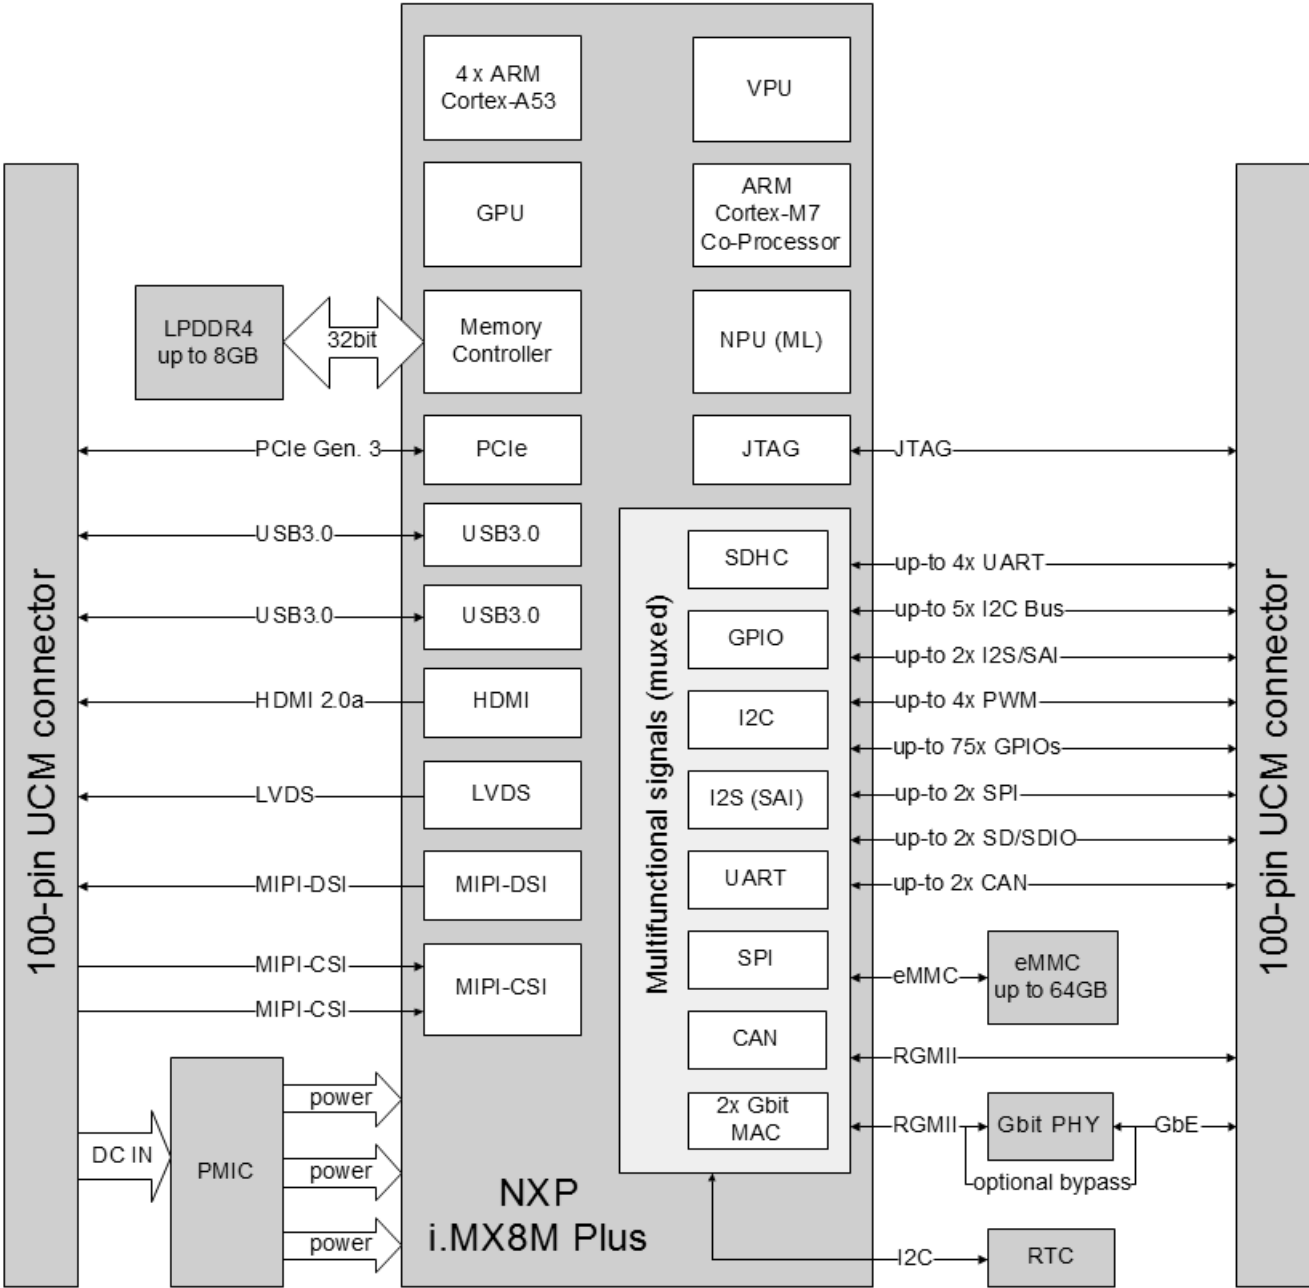 4 x ARM
Cortex-A53
VPU
GPU
ARM
Cortex-M7
Co-Processor
LPDDR4
up to 8GB
32bit
Memory
Controller
NPU (ML)
PCIe Gen. 3
PCIe
JTAG
JTAG
USB3.0
USB3.0
USB3.0
USB3.0
HDMI 2.0a
HDMI
LVDS
LVDS
MIPI-DSI
MIPI-DSI
MIPI-CSI
MIPI-CSI
MIPI-CSI
100-pin UCM connector
Multifunctional signals (muxed)
SDHC
GPIO
I2C
I2S (SAI)
UART
SPI
CAN
2x Gbit
MAC
up-to 4x UART
up-to 5x I2C Bus
up-to 2x I2S/SAI
up-to 4x PWM
up-to 75x GPIOs
up-to 2x SPI
up-to 2x SD/SDIO
up-to 2x CAN
eMMC
eMMC
up to 64GB
RGMII
RGMII
Gbit PHY
GbE
optional bypass
I2C
RTC
100-pin UCM connector
DC IN
PMIC
power
power
power
NXP
i.MX8M Plus